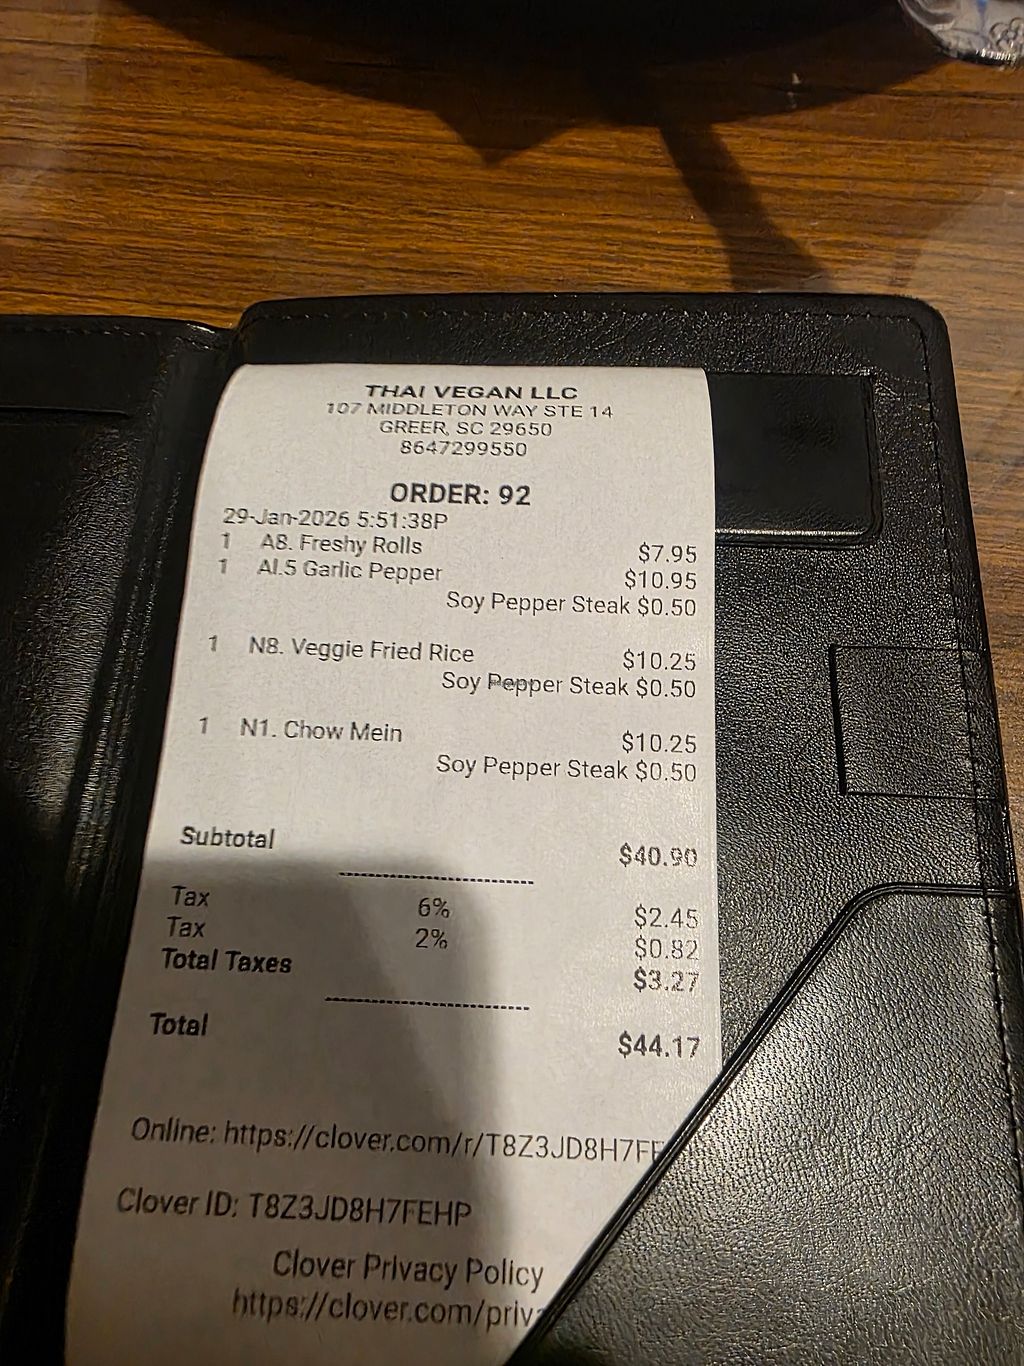 THAI VEGAN LLC
107 MIDDLETON WAY STE 14
GREER, SC 29650
8647299550
ORDER: 92
29-Jan-2026 5:51:38P
1 A8. Freshy Rolls $7.95
1 AI.5 Garlic Pepper $10.95
Soy Pepper Steak $0.50
1 N8. Veggie Fried Rice $10.25
Soy Pepper Steak $0.50
1 N1. Chow Mein $10.25
Soy Pepper Steak $0.50
Subtotal $40.90
Tax 6% $2.45
Tax 2% $0.82
Total Taxes $3.27
Total $44.17
Online: https://clover.com/r/T8Z3JD8H7FE
Clover ID: T8Z3JD8H7FEHP
Clover Privacy Policy
https://clover.com/priva